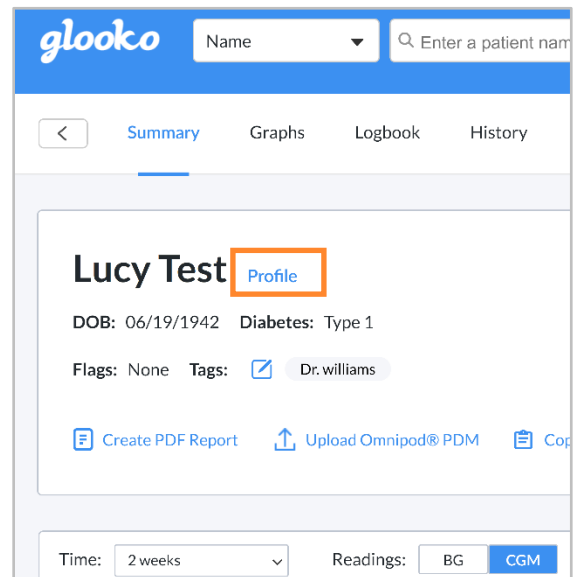 glooko Name Enter a patient nam
Summary Graphs Logbook History
Lucy Test Profile
DOB: 06/19/1942 Diabetes: Type 1
Flags: None Tags: Dr. williams
Create PDF Report Upload Omnipod® PDM Cop
Time: 2 weeks Readings: BG CGM